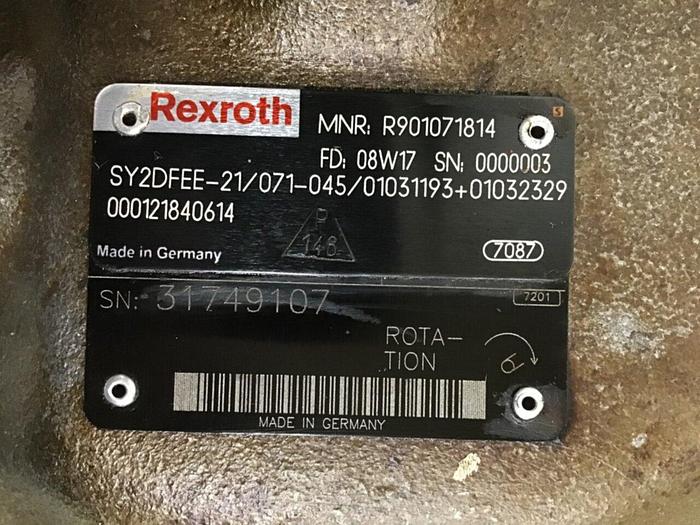 Rexroth
MNR: R901071814
FD: 08W17 SN: 0000003
SY2DFEE-21/071-045/01031193+01032329
000121840614
P
146
Made in Germany
7087
SN: 31749107
7201
ROTA-
TION
MADE IN GERMANY